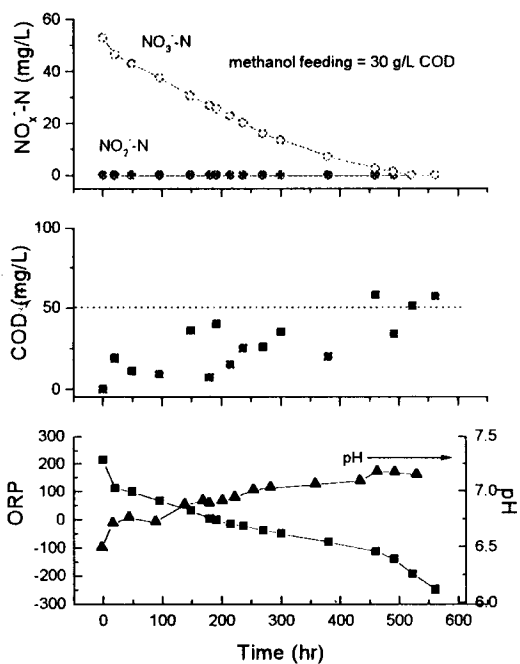 60
40
20
0
NOx⁻-N (mg/L)
NO3⁻-N
methanol feeding = 30 g/L COD
NO2⁻-N
100
50
0
COD (mg/L)
300
200
100
0
-100
-200
-300
ORP
pH
7.5
7.0
6.5
6.0
pH
0 100 200 300 400 500 600
Time (hr)